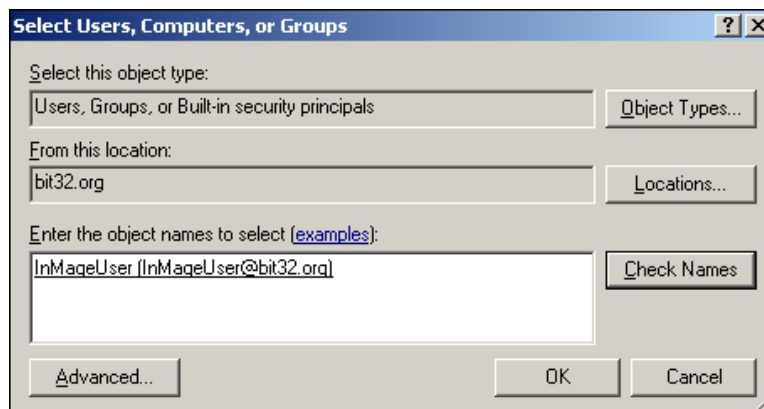 Select Users, Computers, or Groups
Select this object type:
Users, Groups, or Built-in security principals
Object Types...
From this location:
bit32.org
Locations...
Enter the object names to select (examples):
InMageUser (InMageUser@bit32.org)
Check Names
Advanced...
OK
Cancel